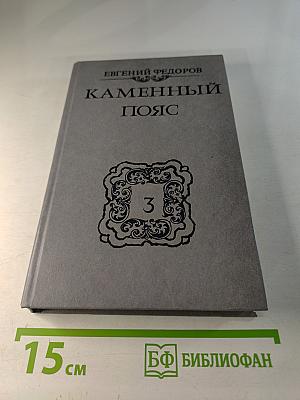 ЕВГЕНИЙ ФЕДОРОВ
КАМЕННЫЙ
ПОЯС
3
15 см
БФ БИБЛИОФАН